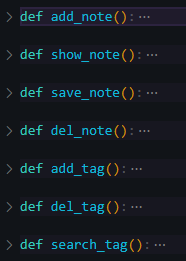 def add_note():···
def show_note():···
def save_note():···
def del_note():···
def add_tag():···
def del_tag():···
def search_tag():···